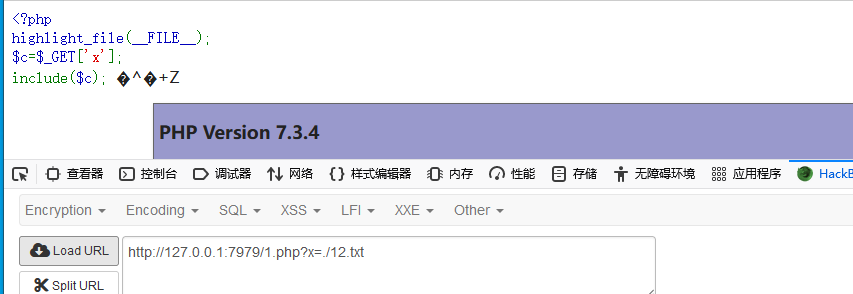 <?php
highlight_file(__FILE__);
$c=$_GET['x'];
include($c); �^�+Z
PHP Version 7.3.4
查看器 控制台 调试器 网络 样式编辑器 内存 性能 存储 无障碍环境 应用程序 HackB
Encryption Encoding SQL XSS LFI XXE Other
Load URL http://127.0.0.1:7979/1.php?x=./12.txt
Split URL